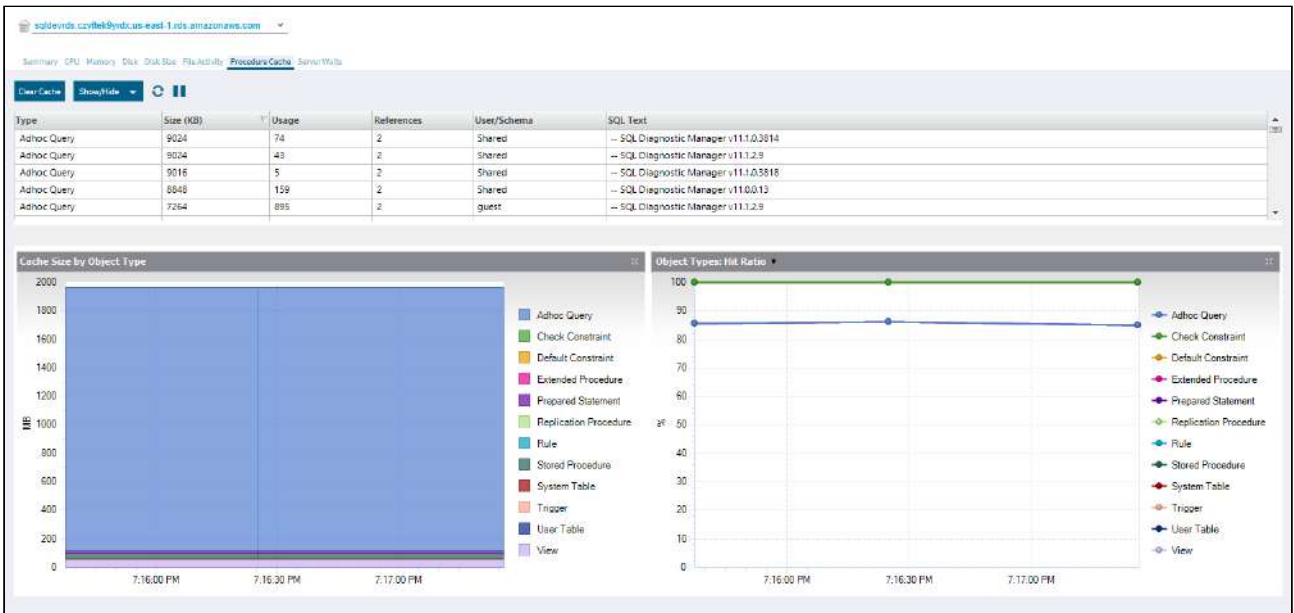 sqldevrds.czvitek9yrdx.us-east-1.rds.amazonaws.com
Summary CPU Memory Disk Disk Size File Activity Procedure Cache Server Waits
Clear Cache Show/Hide
Type Size (KB) Usage References User/Schema SQL Text
Adhoc Query 9024 74 2 Shared -- SQL Diagnostic Manager v11.1.0.3814
Adhoc Query 9024 43 2 Shared -- SQL Diagnostic Manager v11.1.2.9
Adhoc Query 9016 5 2 Shared -- SQL Diagnostic Manager v11.1.0.3818
Adhoc Query 8848 159 2 Shared -- SQL Diagnostic Manager v11.0.0.13
Adhoc Query 7264 895 2 guest -- SQL Diagnostic Manager v11.1.2.9
Cache Size by Object Type
2000
1800
1600
1400
1200
1000
800
600
400
200
0
MB
7:16:00 PM 7:16:30 PM 7:17:00 PM
Adhoc Query
Check Constraint
Default Constraint
Extended Procedure
Prepared Statement
Replication Procedure
Rule
Stored Procedure
System Table
Trigger
User Table
View
Object Types: Hit Ratio
100
90
80
70
60
50
40
30
20
10
0
%
7:16:00 PM 7:16:30 PM 7:17:00 PM
Adhoc Query
Check Constraint
Default Constraint
Extended Procedure
Prepared Statement
Replication Procedure
Rule
Stored Procedure
System Table
Trigger
User Table
View